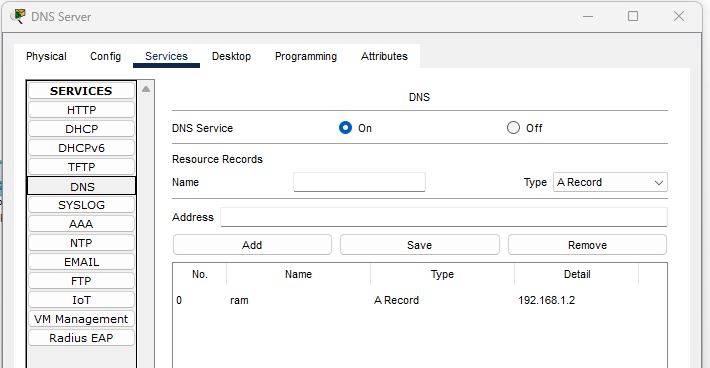 DNS Server
Physical Config Services Desktop Programming Attributes
SERVICES
HTTP
DHCP
DHCPv6
TFTP
DNS
SYSLOG
AAA
NTP
EMAIL
FTP
IoT
VM Management
Radius EAP
DNS
DNS Service On Off
Resource Records
Name Type A Record
Address
Add Save Remove
No. Name Type Detail
0 ram A Record 192.168.1.2